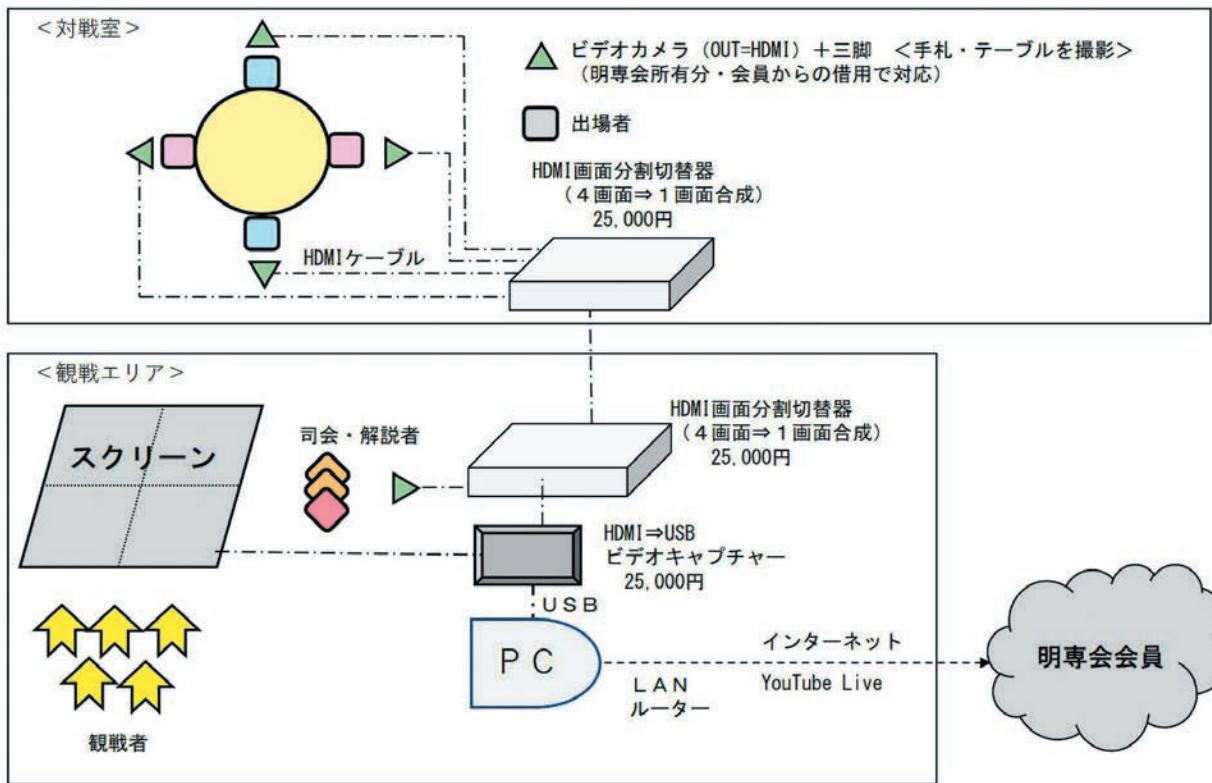 ＜対戦室＞
ビデオカメラ（OUT=HDMI）＋三脚　＜手札・テーブルを撮影＞
（明専会所有分・会員からの借用で対応）
出場者
HDMI画面分割切替器
（４画面⇒１画面合成）
25,000円
HDMIケーブル
＜観戦エリア＞
スクリーン
司会・解説者
HDMI画面分割切替器
（４画面⇒１画面合成）
25,000円
HDMI⇒USB
ビデオキャプチャー
25,000円
ＵＳＢ
ＰＣ
ＬＡＮ
ルーター
インターネット
YouTube Live
明専会会員
観戦者